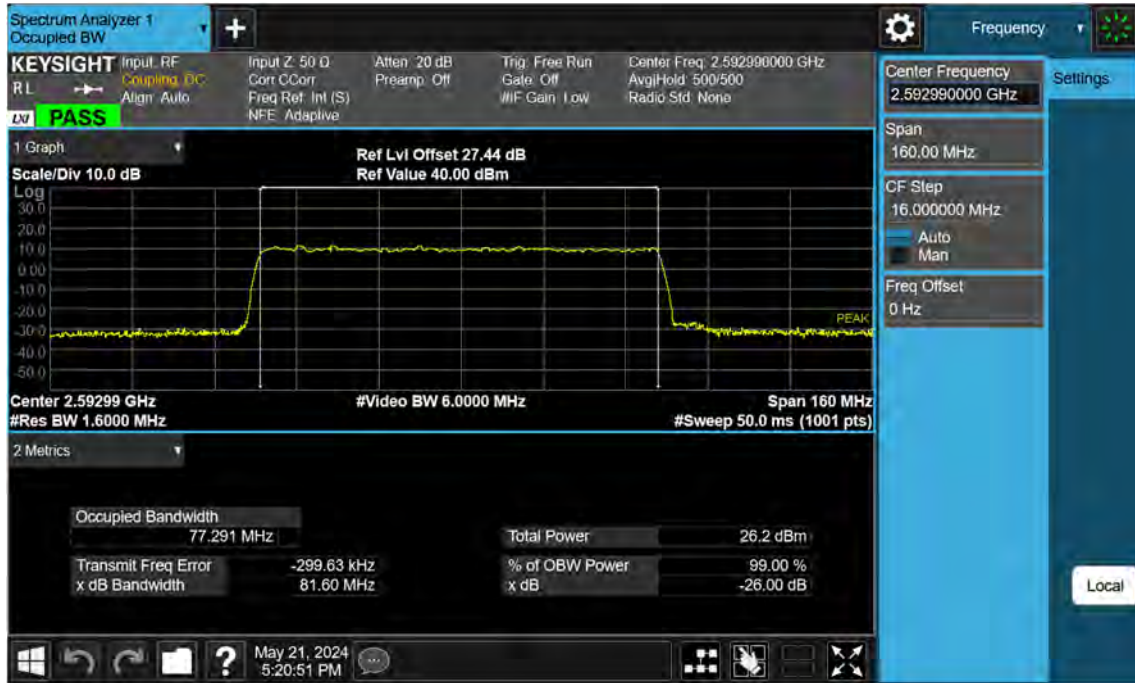 Spectrum Analyzer 1
Occupied BW
+
Frequency
KEYSIGHT
RL
LXI
PASS
Input: RF
Coupling: DC
Align: Auto
Input Z: 50 Ω
Corr CCorr
Freq Ref: Int (S)
NFE: Adaptive
Atten: 20 dB
Preamp: Off
Trig: Free Run
Gate: Off
#IF Gain: Low
Center Freq: 2.592990000 GHz
Avg|Hold: 500/500
Radio Std: None
Center Frequency
2.592990000 GHz
Settings
Span
160.00 MHz
CF Step
16.000000 MHz
Auto
Man
Freq Offset
0 Hz
1 Graph
Scale/Div 10.0 dB
Ref Lvl Offset 27.44 dB
Ref Value 40.00 dBm
Log
30.0
20.0
10.0
0.00
-10.0
-20.0
-30.0
-40.0
-50.0
PEAK
Center 2.59299 GHz
#Video BW 6.0000 MHz
Span 160 MHz
#Res BW 1.6000 MHz
#Sweep 50.0 ms (1001 pts)
2 Metrics
Occupied Bandwidth
77.291 MHz
Total Power 26.2 dBm
Transmit Freq Error -299.63 kHz
% of OBW Power 99.00 %
x dB Bandwidth 81.60 MHz
x dB -26.00 dB
Local
?
May 21, 2024
5:20:51 PM